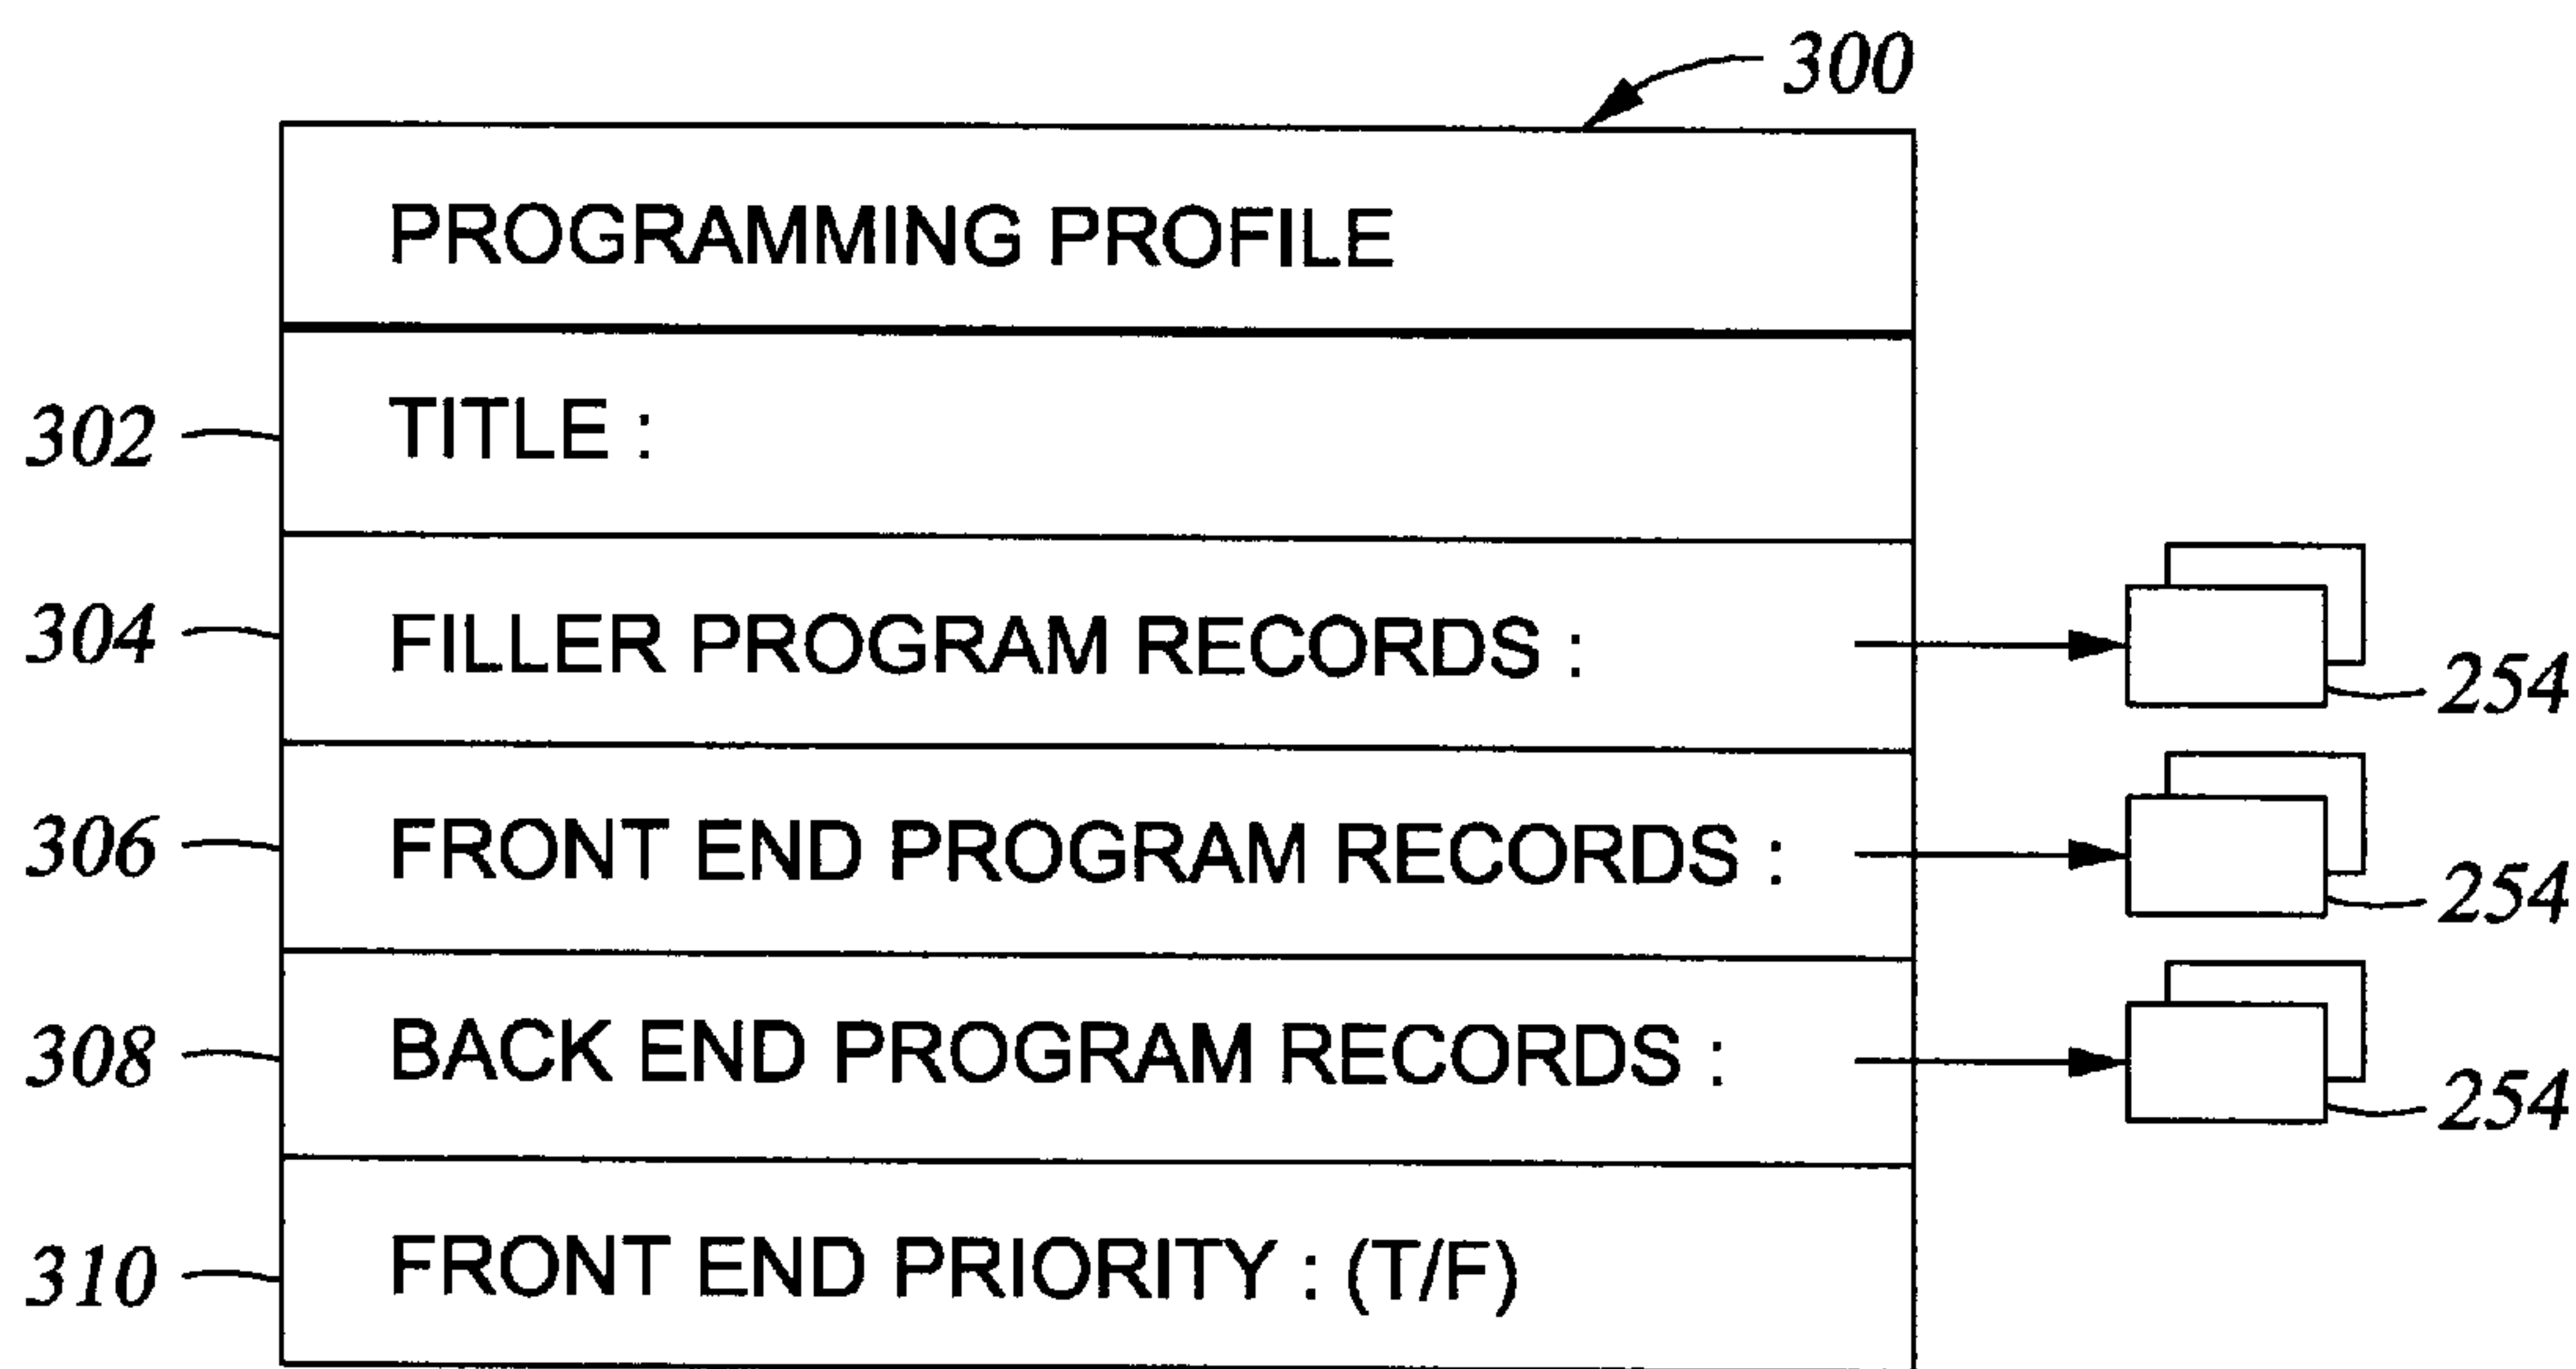 300
PROGRAMMING PROFILE
302 TITLE :
304 FILLER PROGRAM RECORDS : 254
306 FRONT END PROGRAM RECORDS : 254
308 BACK END PROGRAM RECORDS : 254
310 FRONT END PRIORITY : (T/F)